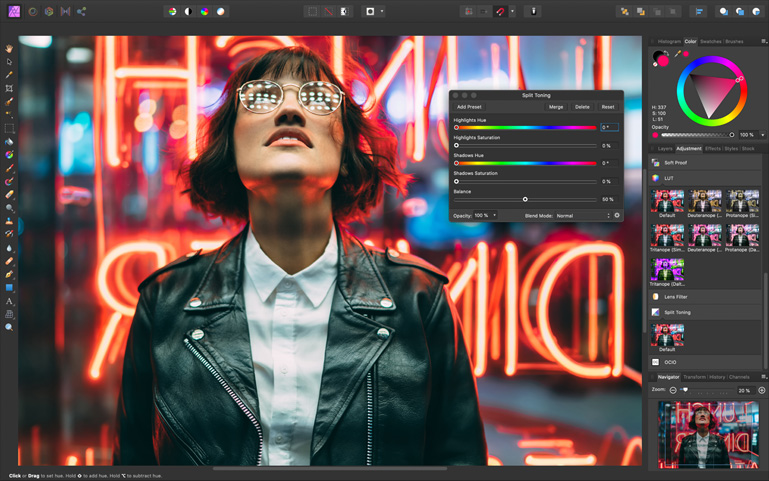 Split Toning
Add Preset
Merge
Delete
Reset
Highlights Hue
0 °
Highlights Saturation
0 %
Shadows Hue
0 °
Shadows Saturation
0 %
Balance
50 %
Opacity: 100 %
Blend Mode: Normal
Histogram Color Swatches Brushes
H: 337
S: 100
L: 51
Opacity
100 %
Layers Adjustment Effects / Styles / Stock
Soft Proof
LUT
Default
Deuteranope (...
Protanope (Si...
Tritanope (Sim...
Deuteranope (D...
Protanope (Da...
Tritanope (Dalt...
Lens Filter
Split Toning
Default
OCIO
Navigator Transform History Channels
Zoom:
20 %
Click or Drag to set hue. Hold ⇧ to add hue. Hold ⌥ to subtract hue.